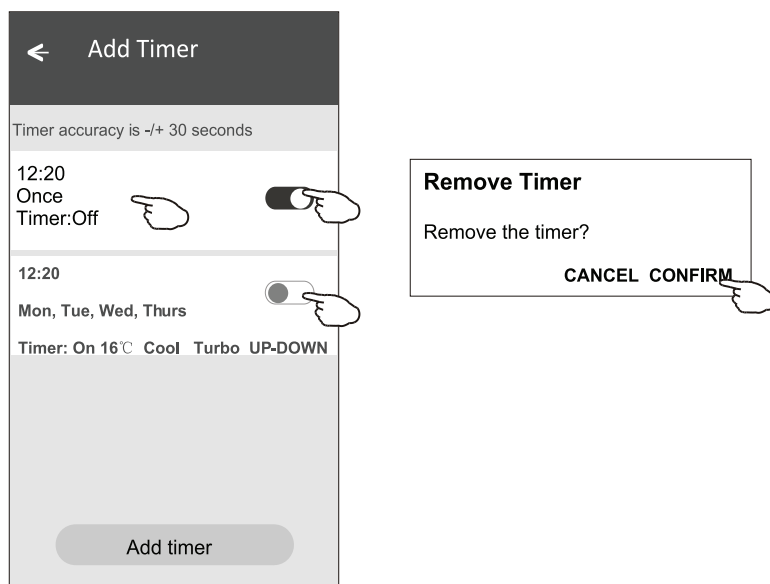 Add Timer
Timer accuracy is -/+ 30 seconds
12:20
Once
Timer:Off
12:20
Mon, Tue, Wed, Thurs
Timer: On 16℃ Cool Turbo UP-DOWN
Add timer
Remove Timer
Remove the timer?
CANCEL CONFIRM